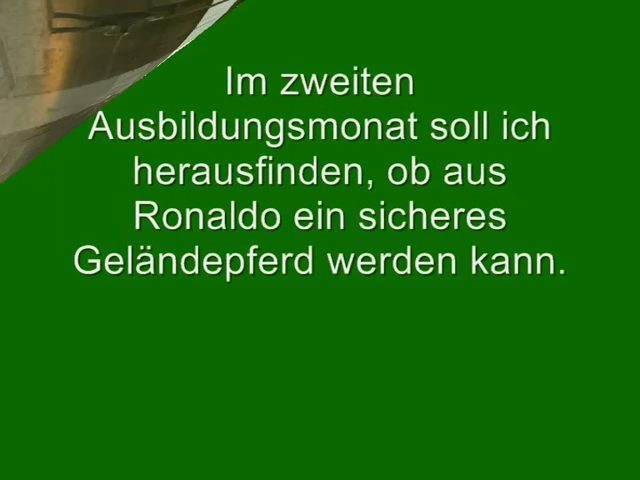 Im zweiten
Ausbildungsmonat soll ich
herausfinden, ob aus
Ronaldo ein sicheres
Geländepferd werden kann.